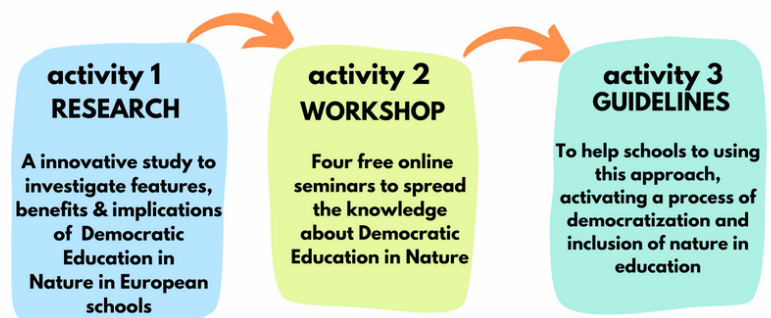 activity 1
RESEARCH
A innovative study to
investigate features,
benefits & implications
of Democratic
Education in
Nature in European
schools
activity 2
WORKSHOP
Four free online
seminars to spread
the knowledge
about Democratic
Education in Nature
activity 3
GUIDELINES
To help schools to using
this approach,
activating a process of
democratization and
inclusion of nature in
education